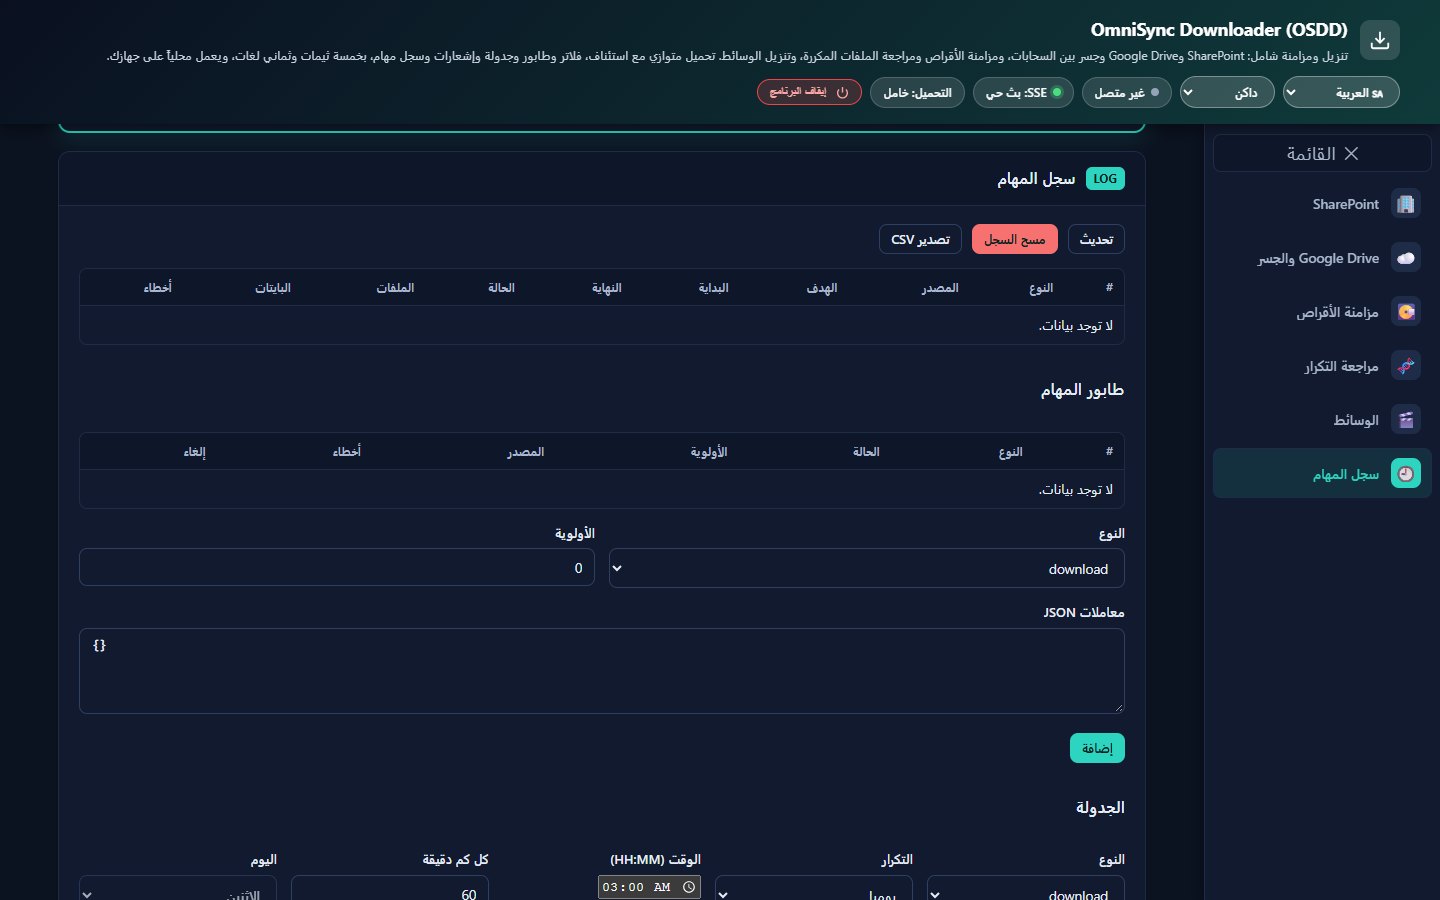 OmniSync Downloader (OSDD)
تنزيل ومزامنة شامل: SharePoint وGoogle Drive وجسر بين السحابات، ومزامنة الأقراص ومراجعة الملفات المكررة، وتنزيل الوسائط. تحميل متوازي مع استئناف، فلاتر وطابور وجدولة وإشعارات وسجل مهام، بخمسة ثيمات وثماني لغات، ويعمل محلياً على جهازك.
SA العربية
داكن
غير متصل
SSE: بث حي
التحميل: خامل
إيقاف البرنامج
القائمة
SharePoint
Google Drive والجسر
مزامنة الأقراص
مراجعة التكرار
الوسائط
سجل المهام
LOG سجل المهام
تحديث
مسح السجل
تصدير CSV
# النوع المصدر الهدف البداية النهاية الحالة الملفات البايتات أخطاء
لا توجد بيانات.
طابور المهام
# النوع الحالة الأولوية المصدر أخطاء إلغاء
لا توجد بيانات.
النوع الأولوية
download 0
معاملات JSON
{}
إضافة
الجدولة
النوع التكرار الوقت (HH:MM) كل كم دقيقة اليوم
download يوميا 03:00 AM 60 الاثنين